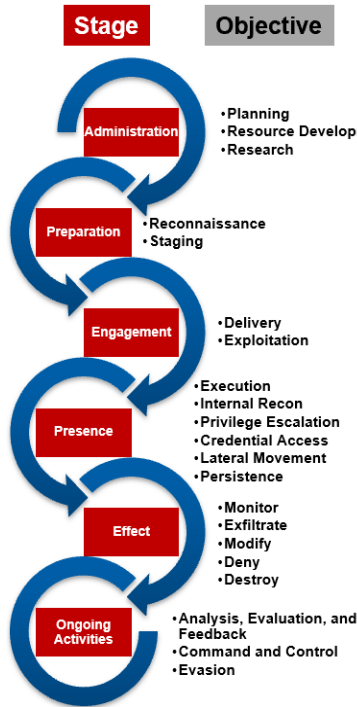 Stage
Objective
Administration
•Planning
•Resource Develop
•Research
Preparation
•Reconnaissance
•Staging
Engagement
•Delivery
•Exploitation
Presence
•Execution
•Internal Recon
•Privilege Escalation
•Credential Access
•Lateral Movement
•Persistence
Effect
•Monitor
•Exfiltrate
•Modify
•Deny
•Destroy
Ongoing
Activities
•Analysis, Evaluation, and
Feedback
•Command and Control
•Evasion